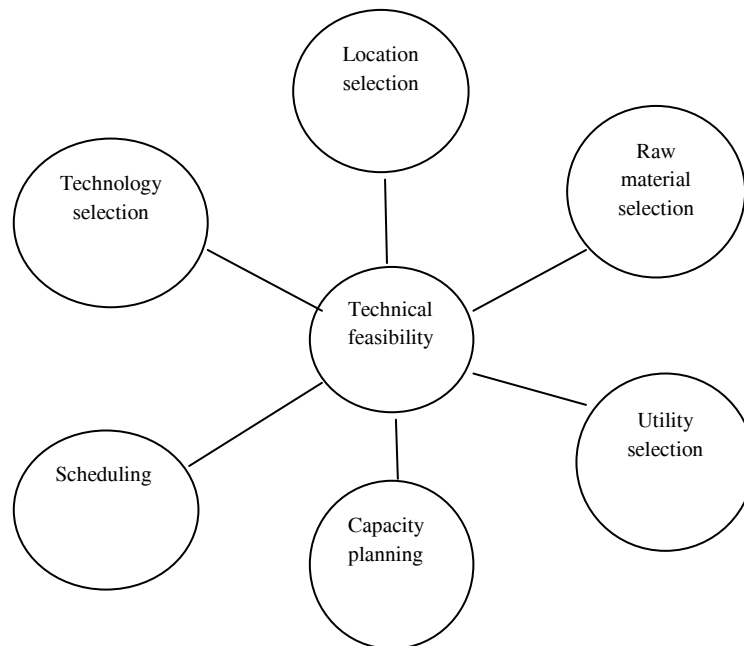 Location
selection
Raw
material
selection
Technology
selection
Technical
feasibility
Utility
selection
Scheduling
Capacity
planning